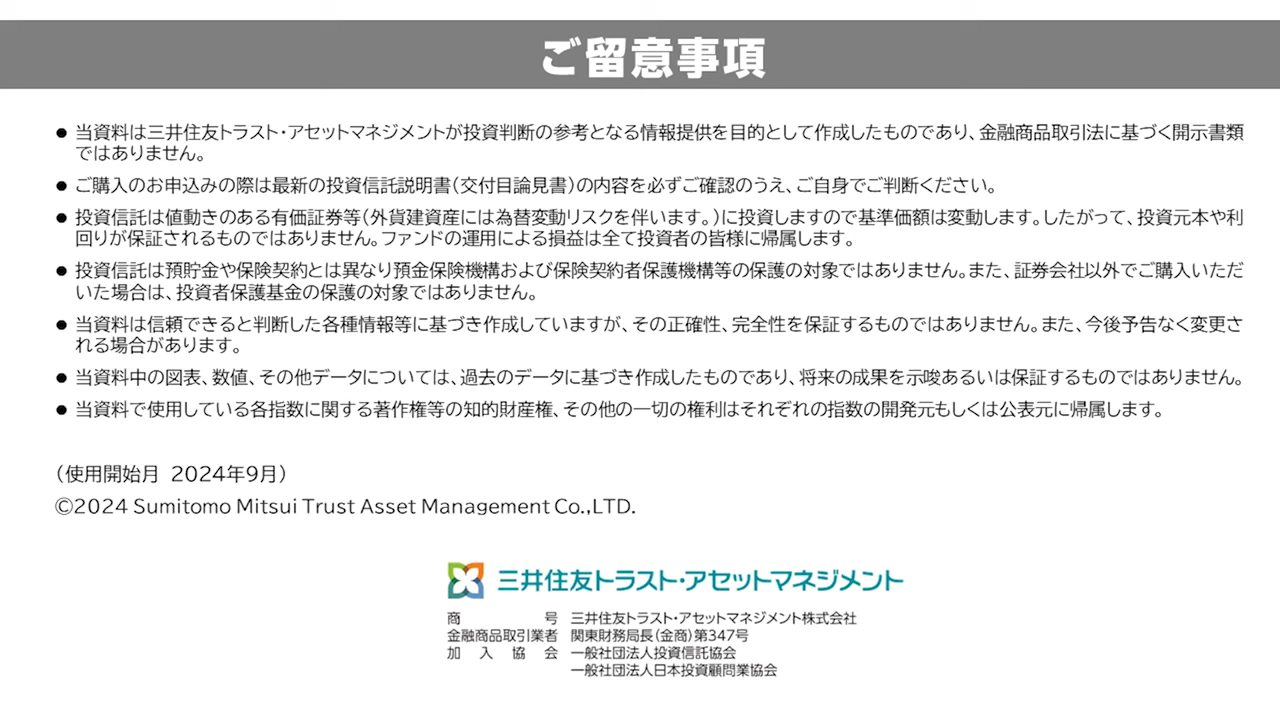 ご留意事項
● 当資料は三井住友トラスト・アセットマネジメントが投資判断の参考となる情報提供を目的として作成したものであり、金融商品取引法に基づく開示書類
ではありません。
● ご購入のお申込みの際は最新の投資信託説明書（交付目論見書）の内容を必ずご確認のうえ、ご自身でご判断ください。
● 投資信託は値動きのある有価証券等（外貨建資産には為替変動リスクを伴います。）に投資しますので基準価額は変動します。したがって、投資元本や利
回りが保証されるものではありません。ファンドの運用による損益は全て投資者の皆様に帰属します。
● 投資信託は預貯金や保険契約とは異なり預金保険機構および保険契約者保護機構等の保護の対象ではありません。また、証券会社以外でご購入いただ
いた場合は、投資者保護基金の保護の対象ではありません。
● 当資料は信頼できると判断した各種情報等に基づき作成していますが、その正確性、完全性を保証するものではありません。また、今後予告なく変更さ
れる場合があります。
● 当資料中の図表、数値、その他データについては、過去のデータに基づき作成したものであり、将来の成果を示唆あるいは保証するものではありません。
● 当資料で使用している各指数に関する著作権等の知的財産権、その他の一切の権利はそれぞれの指数の開発元もしくは公表元に帰属します。
（使用開始月 2024年9月）
©2024 Sumitomo Mitsui Trust Asset Management Co.,LTD.
三井住友トラスト・アセットマネジメント
商号 三井住友トラスト・アセットマネジメント株式会社
金融商品取引業者 関東財務局長（金商）第347号
加入協会 一般社団法人投資信託協会
一般社団法人日本投資顧問業協会